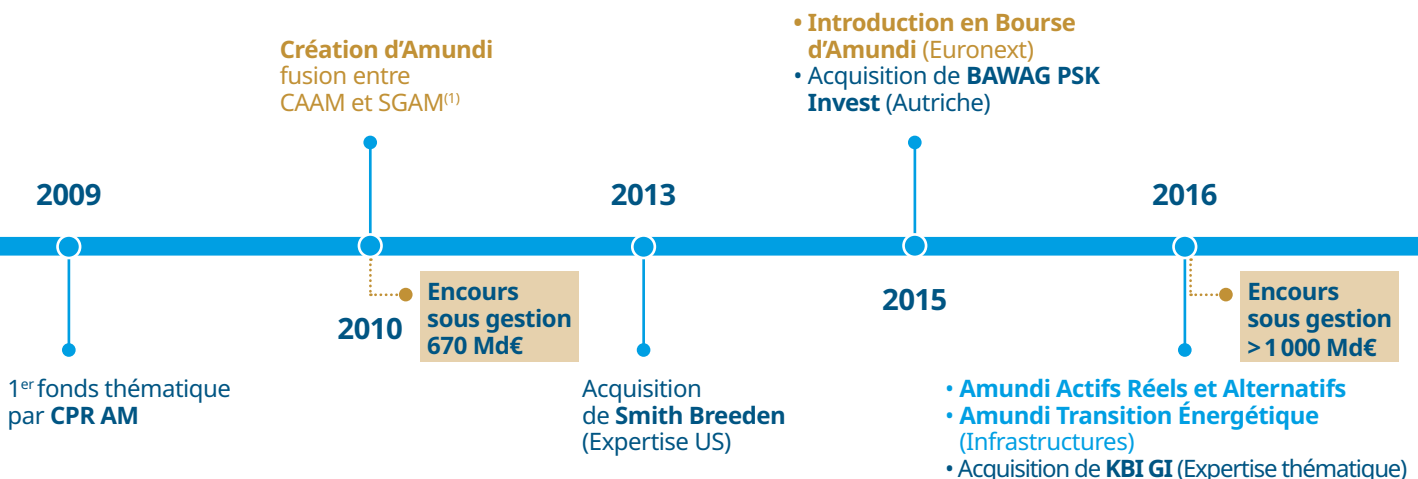 2009
1er fonds thématique
par CPR AM
Création d’Amundi
fusion entre
CAAM et SGAM(1)
2010
Encours
sous gestion
670 Md€
2013
Acquisition
de Smith Breeden
(Expertise US)
• Introduction en Bourse
d’Amundi (Euronext)
• Acquisition de BAWAG PSK
Invest (Autriche)
2015
2016
Encours
sous gestion
> 1 000 Md€
• Amundi Actifs Réels et Alternatifs
• Amundi Transition Énergétique
(Infrastructures)
• Acquisition de KBI GI (Expertise thématique)